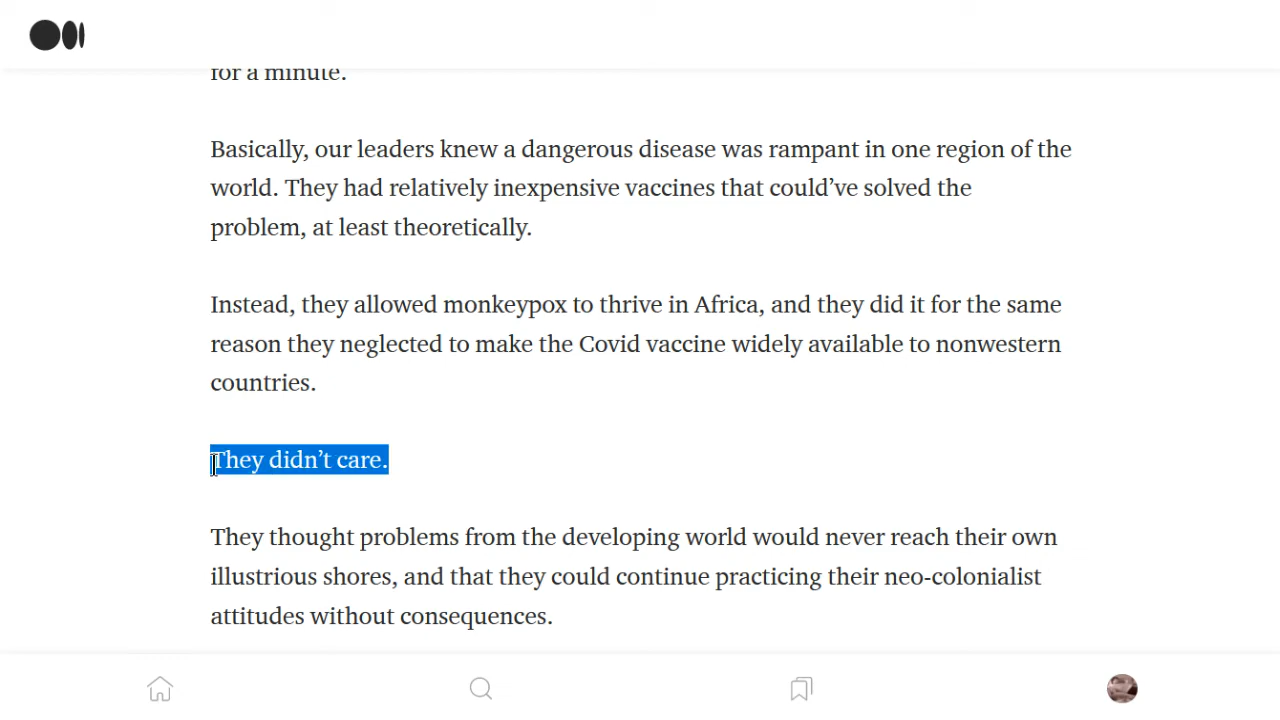 for a minute.
Basically, our leaders knew a dangerous disease was rampant in one region of the
world. They had relatively inexpensive vaccines that could’ve solved the
problem, at least theoretically.
Instead, they allowed monkeypox to thrive in Africa, and they did it for the same
reason they neglected to make the Covid vaccine widely available to nonwestern
countries.
They didn’t care.
They thought problems from the developing world would never reach their own
illustrious shores, and that they could continue practicing their neo-colonialist
attitudes without consequences.